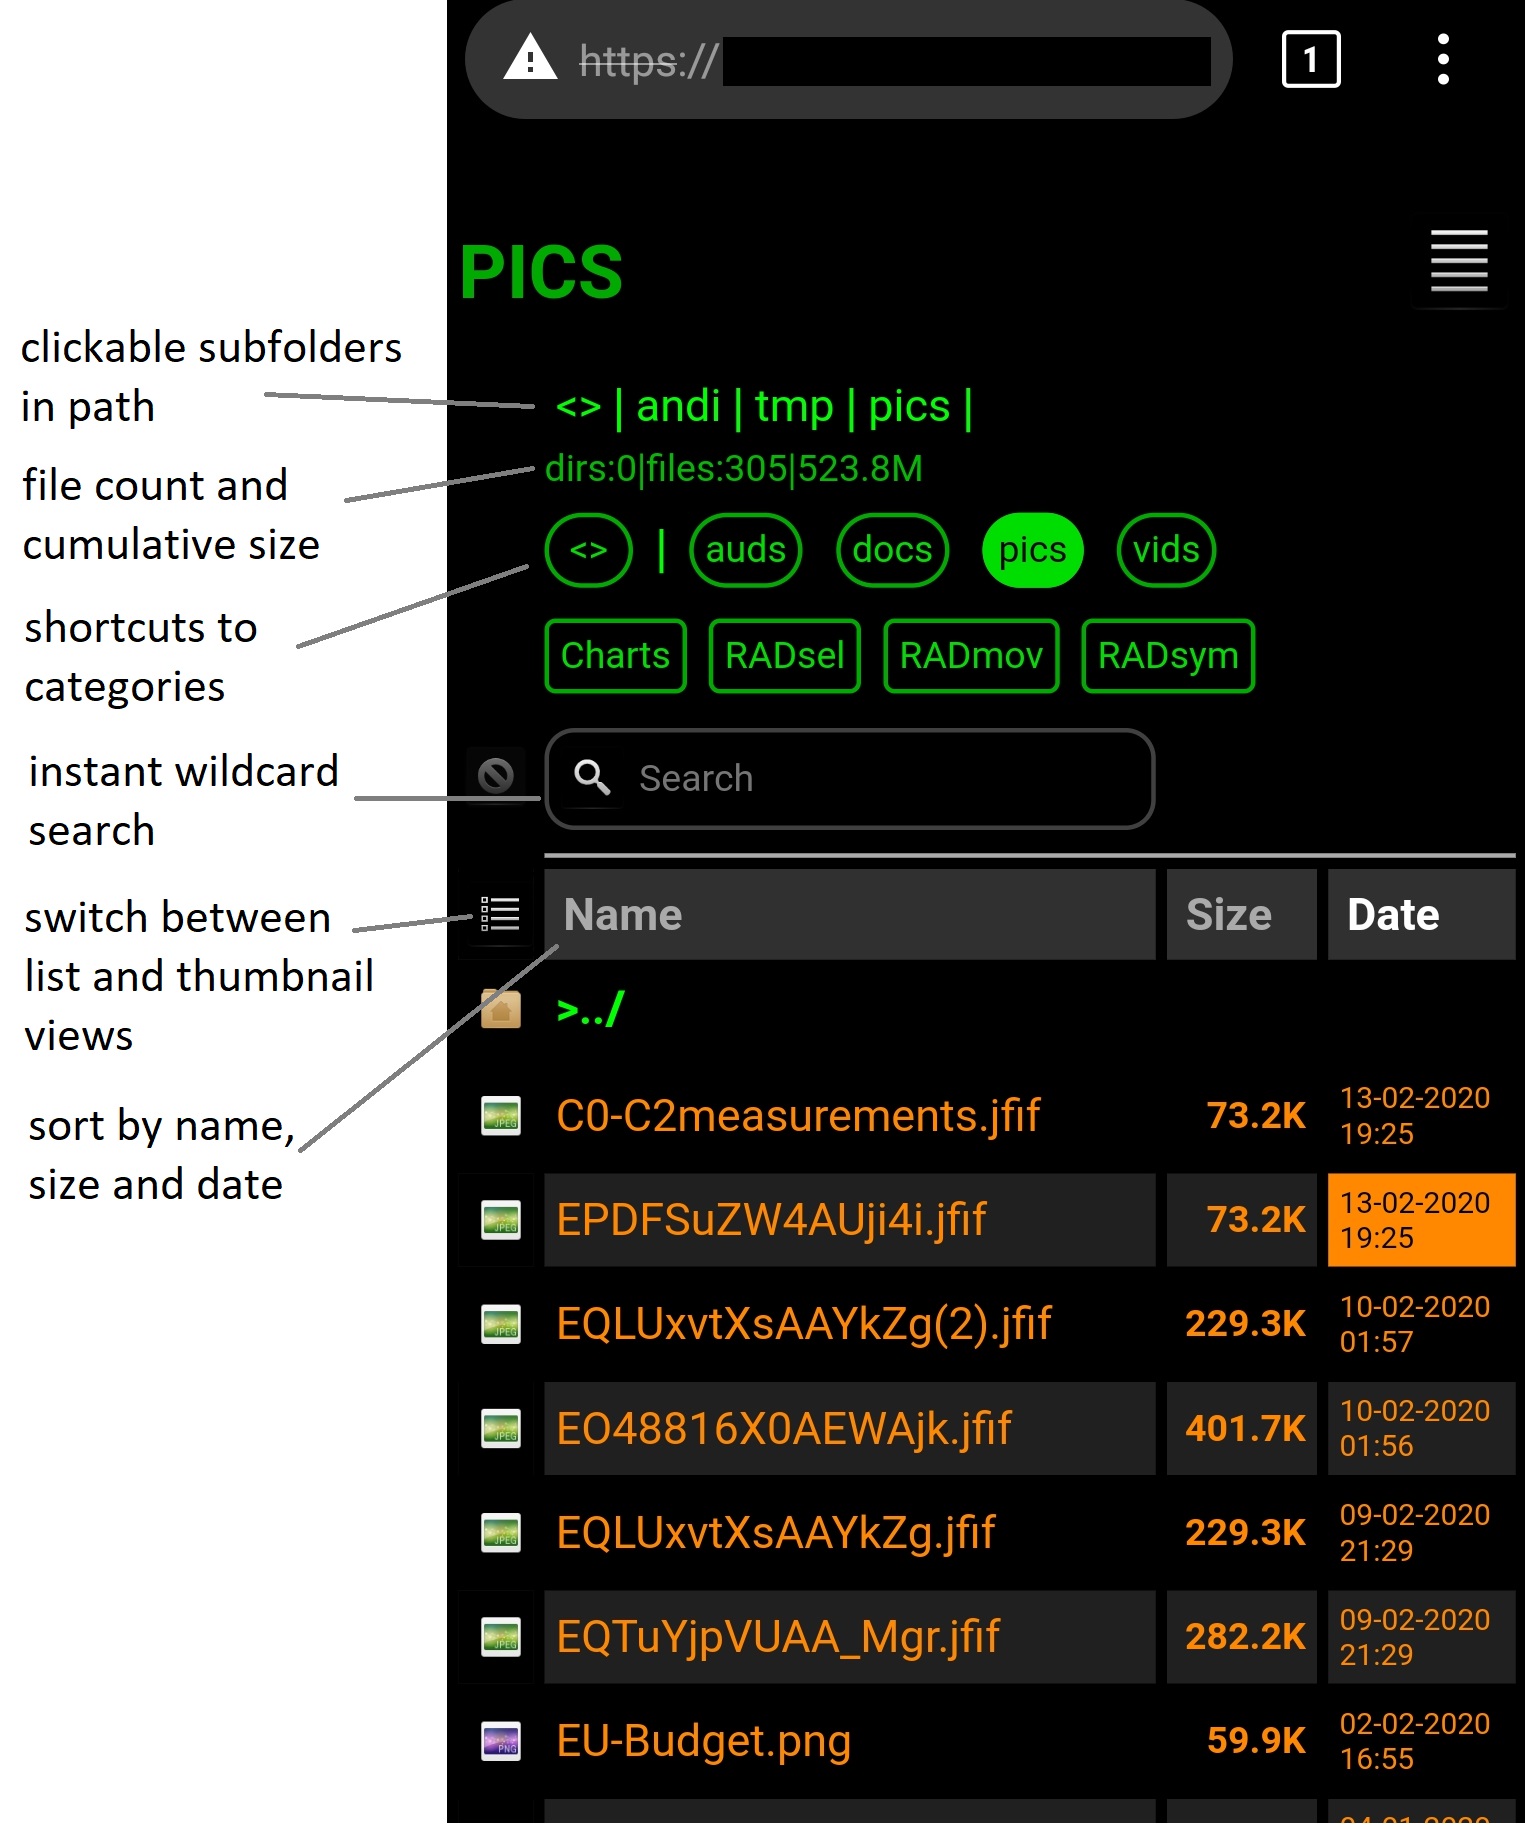 https://
1
PICS
clickable subfolders
in path
<> | andi | tmp | pics |
file count and
cumulative size
dirs:0|files:305|523.8M
<> | auds docs pics vids
shortcuts to
categories
Charts RADsel RADmov RADsym
instant wildcard
search
Search
switch between
list and thumbnail
views
Name Size Date
>../
sort by name,
size and date
C0-C2measurements.jfif 73.2K 13-02-2020
19:25
EPDFSuZW4AUji4i.jfif 73.2K 13-02-2020
19:25
EQLUxvtXsAAYkZg(2).jfif 229.3K 10-02-2020
01:57
EO48816X0AEWAjk.jfif 401.7K 10-02-2020
01:56
EQLUxvtXsAAYkZg.jfif 229.3K 09-02-2020
21:29
EQTuYjpVUAA_Mgr.jfif 282.2K 09-02-2020
21:29
EU-Budget.png 59.9K 02-02-2020
16:55